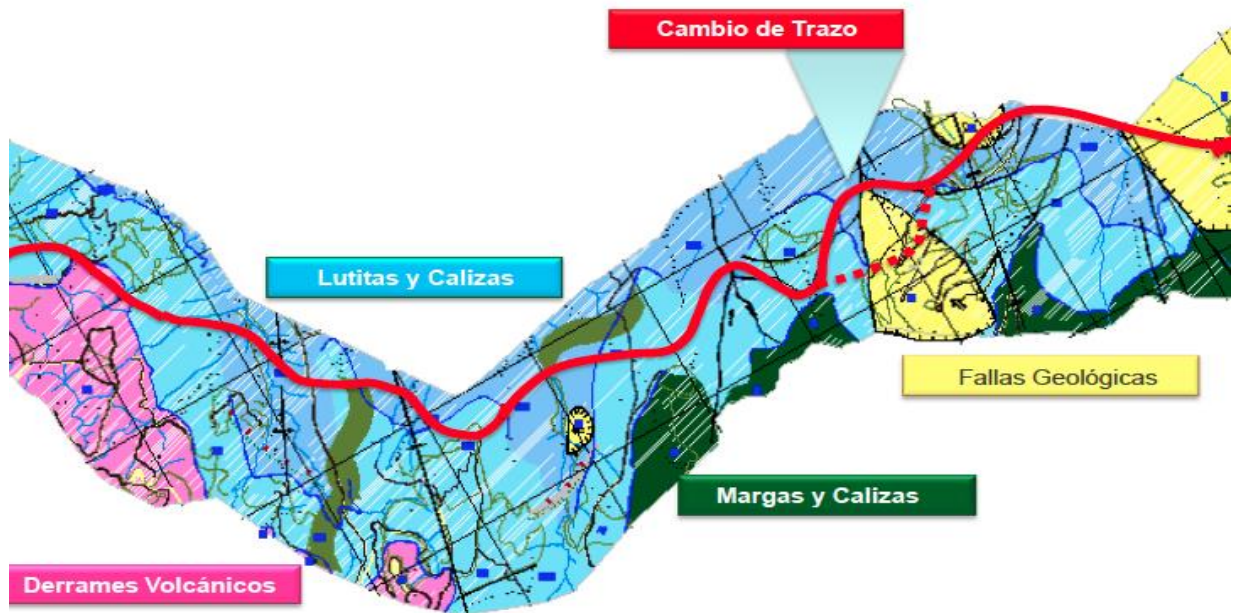 Cambio de Trazo
Lutitas y Calizas
Fallas Geológicas
Margas y Calizas
Derrames Volcánicos